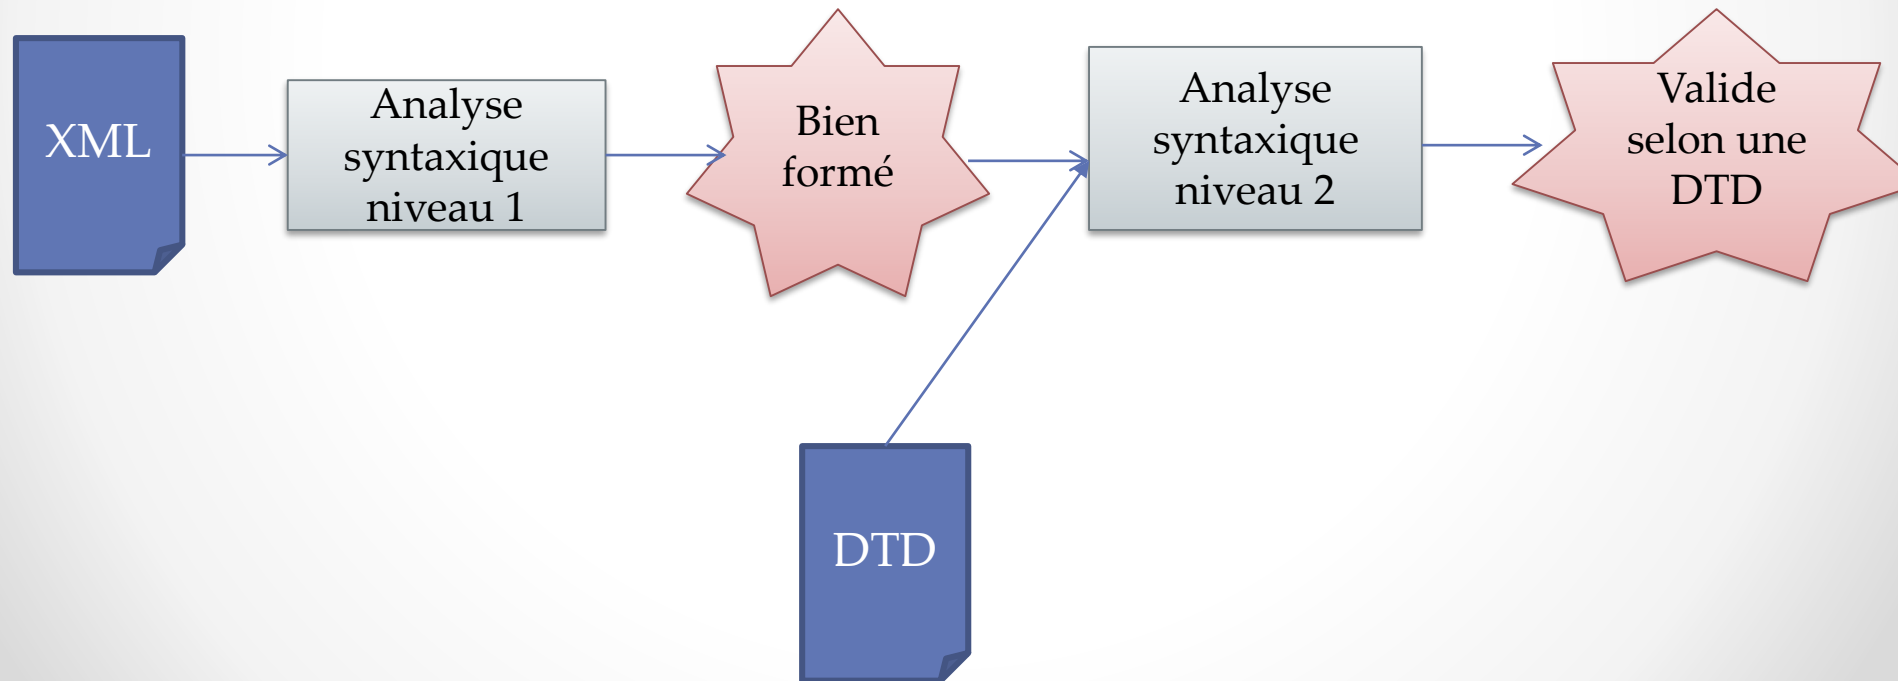 XML
Analyse
syntaxique
niveau 1
Bien
formé
Analyse
syntaxique
niveau 2
Valide
selon une
DTD
DTD